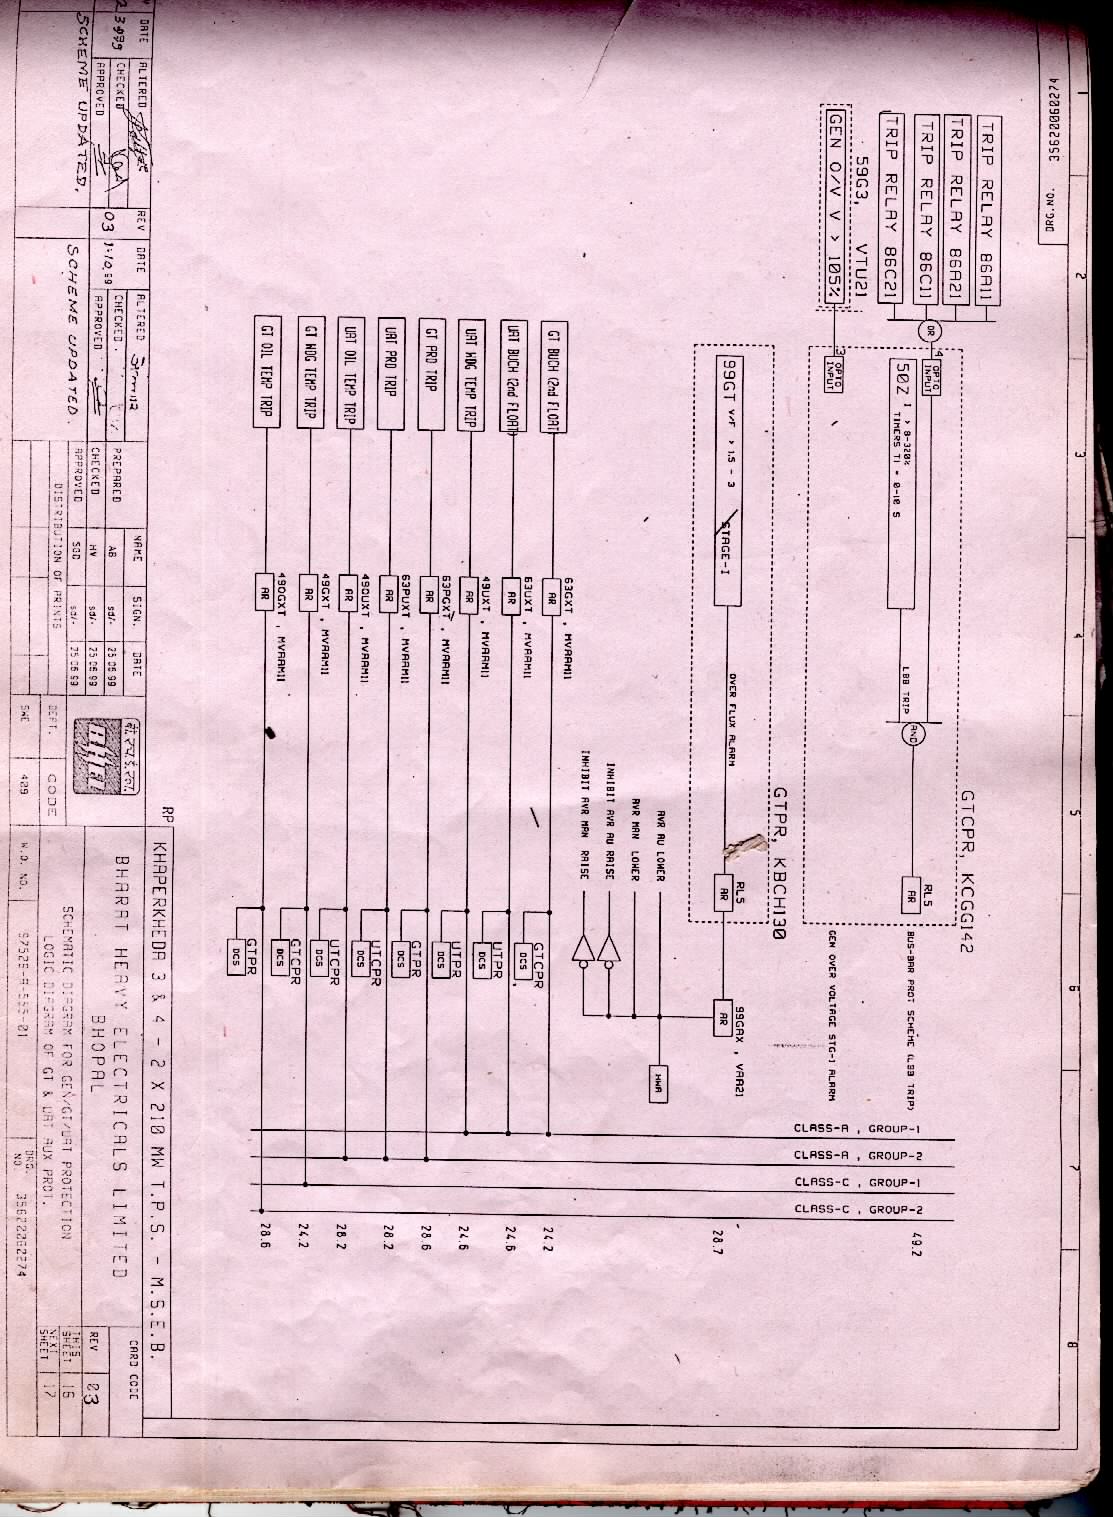 DRG.NO. 35620060274
1
2
3
4
5
6
7
8
TRIP RELAY 86A11
TRIP RELAY 86A21
TRIP RELAY 86C11
TRIP RELAY 86C21
OR
59G3, VTU21
GEN O/V V > 105%
4
OPTO
INPUT
3
OPTO
INPUT
50Z I > 8-320%
TIMERS T1 = 0-10 S
LBB TRIP
AND
GTCPR, KCGG142
RL5
AR
BUS-BAR PROT SCHEME (LBB TRIP)
49.2
GEN OVER VOLTAGE STG-1 ALARM
99GT V/F > 1.5 - 3
STAGE-I
OVER FLUX ALARM
GTPR, KBCH130
RL5
AR
99GAX , VAA21
AR
28.7
AVR AU LOWER
AVR MAN LOWER
INHIBIT AVR AU RAISE
INHIBIT AVR MAN RAISE
HWA
CLASS-A , GROUP-1
CLASS-A , GROUP-2
CLASS-C , GROUP-1
CLASS-C , GROUP-2
GT BUCH (2nd FLOAT)
63GXT , MVAAM11
AR
GTCPR
DCS
24.2
UAT BUCH (2nd FLOAT)
63UXT , MVAAM11
AR
UTPR
DCS
24.6
UAT WDG TEMP TRIP
49UXT , MVAAM11
AR
UTPR
DCS
24.6
GT PRD TRIP
63PGXT , MVAAM11
AR
GTPR
DCS
28.6
UAT PRD TRIP
63PUXT , MVAAM11
AR
UTCPR
DCS
28.2
UAT OIL TEMP TRIP
49OUXT , MVAAM11
AR
UTCPR
DCS
28.2
GT WDG TEMP TRIP
49GXT , MVAAM11
AR
GTCPR
DCS
24.2
GT OIL TEMP TRIP
49OGXT , MVAAM11
AR
GTPR
DCS
28.6
RP
KHAPERKHEDA 3 & 4 - 2 X 210 MW T.P.S. - M.S.E.B.
BHARAT HEAVY ELECTRICALS LIMITED
BHOPAL
SCHEMATIC DIAGRAM FOR GEN/GT/UAT PROTECTION
LOGIC DIAGRAM OF GT & UAT AUX PROT.
CARD CODE
REV 03
THIS SHEET 16
NEXT SHEET 17
DRG. NO.
W.O. NO.
DEPT. CODE
SWE 409
बी एच ई एल
NAME SIGN. DATE
PREPARED AB sd/- 25 06 99
CHECKED HV sd/- 25 06 99
APPROVED SGD sd/- 25 06 99
DISTRIBUTION OF PRINTS
REV DATE ALTERED
03 CHECKED
APPROVED
SCHEME UPDATED.
DATE ALTERED
CHECKED
APPROVED
SCHEME UPDATED.